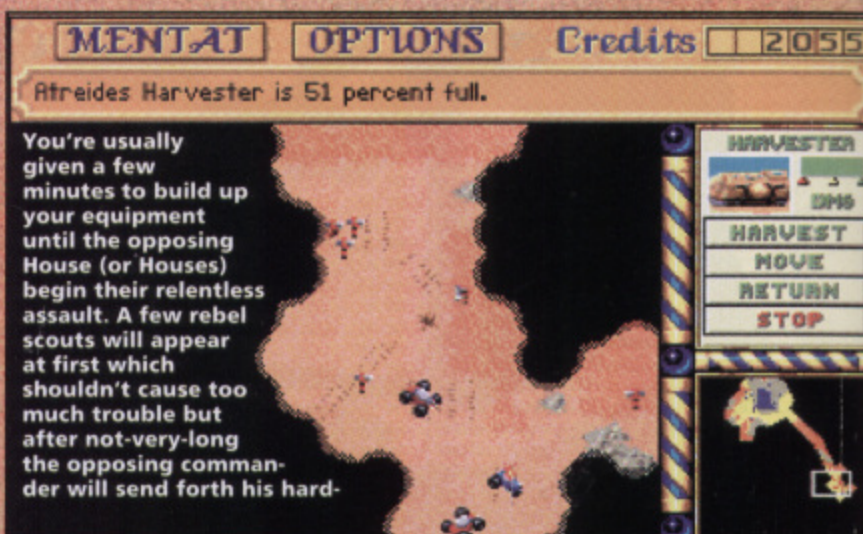 MENTAT OPTIONS Credits 2055
Atreides Harvester is 51 percent full.
You're usually
given a few
minutes to build up
your equipment
until the opposing
House (or Houses)
begin their relentless
assault. A few rebel
scouts will appear
at first which
shouldn't cause too
much trouble but
after not-very-long
the opposing comman-
der will send forth his hard-
HARVESTER
DMG
HARVEST
MOVE
RETURN
STOP